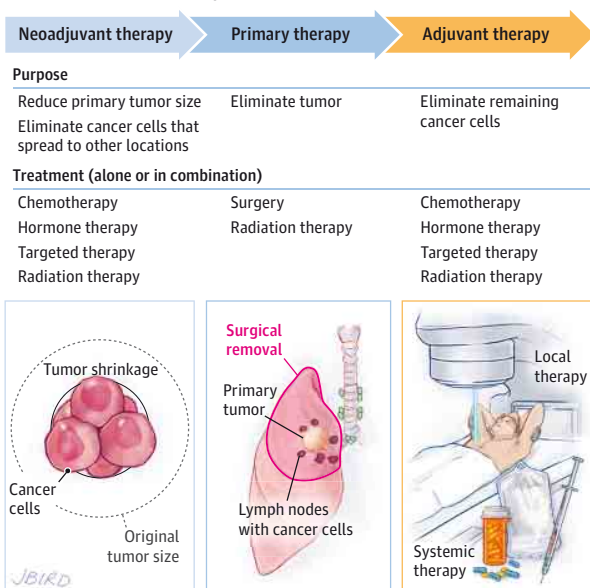 Neoadjuvant therapy
Primary therapy
Adjuvant therapy
Purpose
Reduce primary tumor size
Eliminate cancer cells that
spread to other locations
Eliminate tumor
Eliminate remaining
cancer cells
Treatment (alone or in combination)
Chemotherapy
Hormone therapy
Targeted therapy
Radiation therapy
Surgery
Radiation therapy
Chemotherapy
Hormone therapy
Targeted therapy
Radiation therapy
Tumor shrinkage
Cancer
cells
Original
tumor size
JBIRD
Surgical
removal
Primary
tumor
Lymph nodes
with cancer cells
Local
therapy
Systemic
therapy